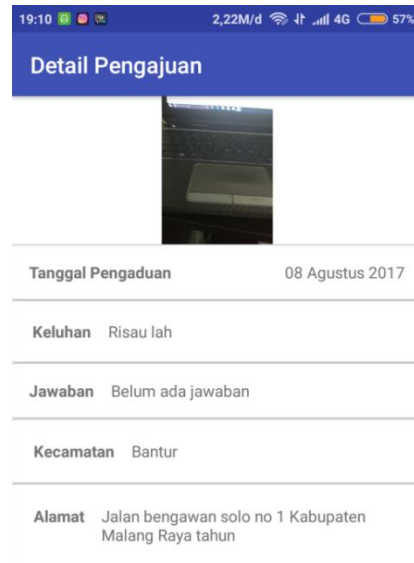 19:10 2,22M/d 4G 57%
Detail Pengajuan
Tanggal Pengaduan 08 Agustus 2017
Keluhan Risau lah
Jawaban Belum ada jawaban
Kecamatan Bantur
Alamat Jalan bengawan solo no 1 Kabupaten
Malang Raya tahun